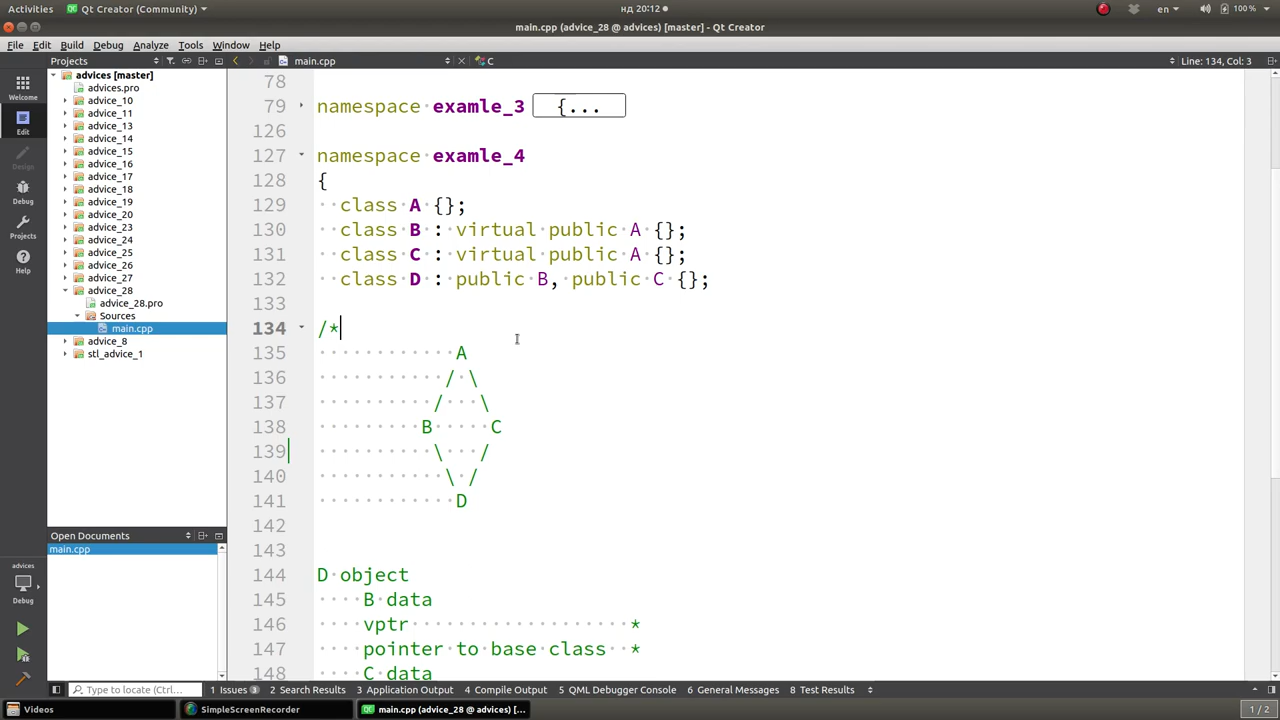 Activities Qt Creator (Community) нд 20:12 en 100 %
main.cpp (advice_28 @ advices) [master] - Qt Creator
File Edit Build Debug Analyze Tools Window Help
Projects main.cpp C Line: 134, Col: 3
Welcome
Edit
Design
Debug
Projects
Help
advices [master]
advices.pro
advice_10
advice_11
advice_13
advice_14
advice_15
advice_16
advice_17
advice_18
advice_19
advice_20
advice_23
advice_24
advice_25
advice_26
advice_27
advice_28
advice_28.pro
Sources
main.cpp
advice_8
stl_advice_1
Open Documents
main.cpp
advices
Debug
78
79 namespace examle_3 {...
126
127 namespace examle_4
128 {
129 class A {};
130 class B : virtual public A {};
131 class C : virtual public A {};
132 class D : public B, public C {};
133
134 /*
135 A
136 / \
137 / \
138 B C
139 \ /
140 \ /
141 D
142
143
144 D object
145 B data
146 vptr *
147 pointer to base class *
148 C data
Type to locate (Ctrl... 1 Issues 3 2 Search Results 3 Application Output 4 Compile Output 5 QML Debugger Console 6 General Messages 8 Test Results
Videos SimpleScreenRecorder main.cpp (advice_28 @ advices) [... 1 / 2